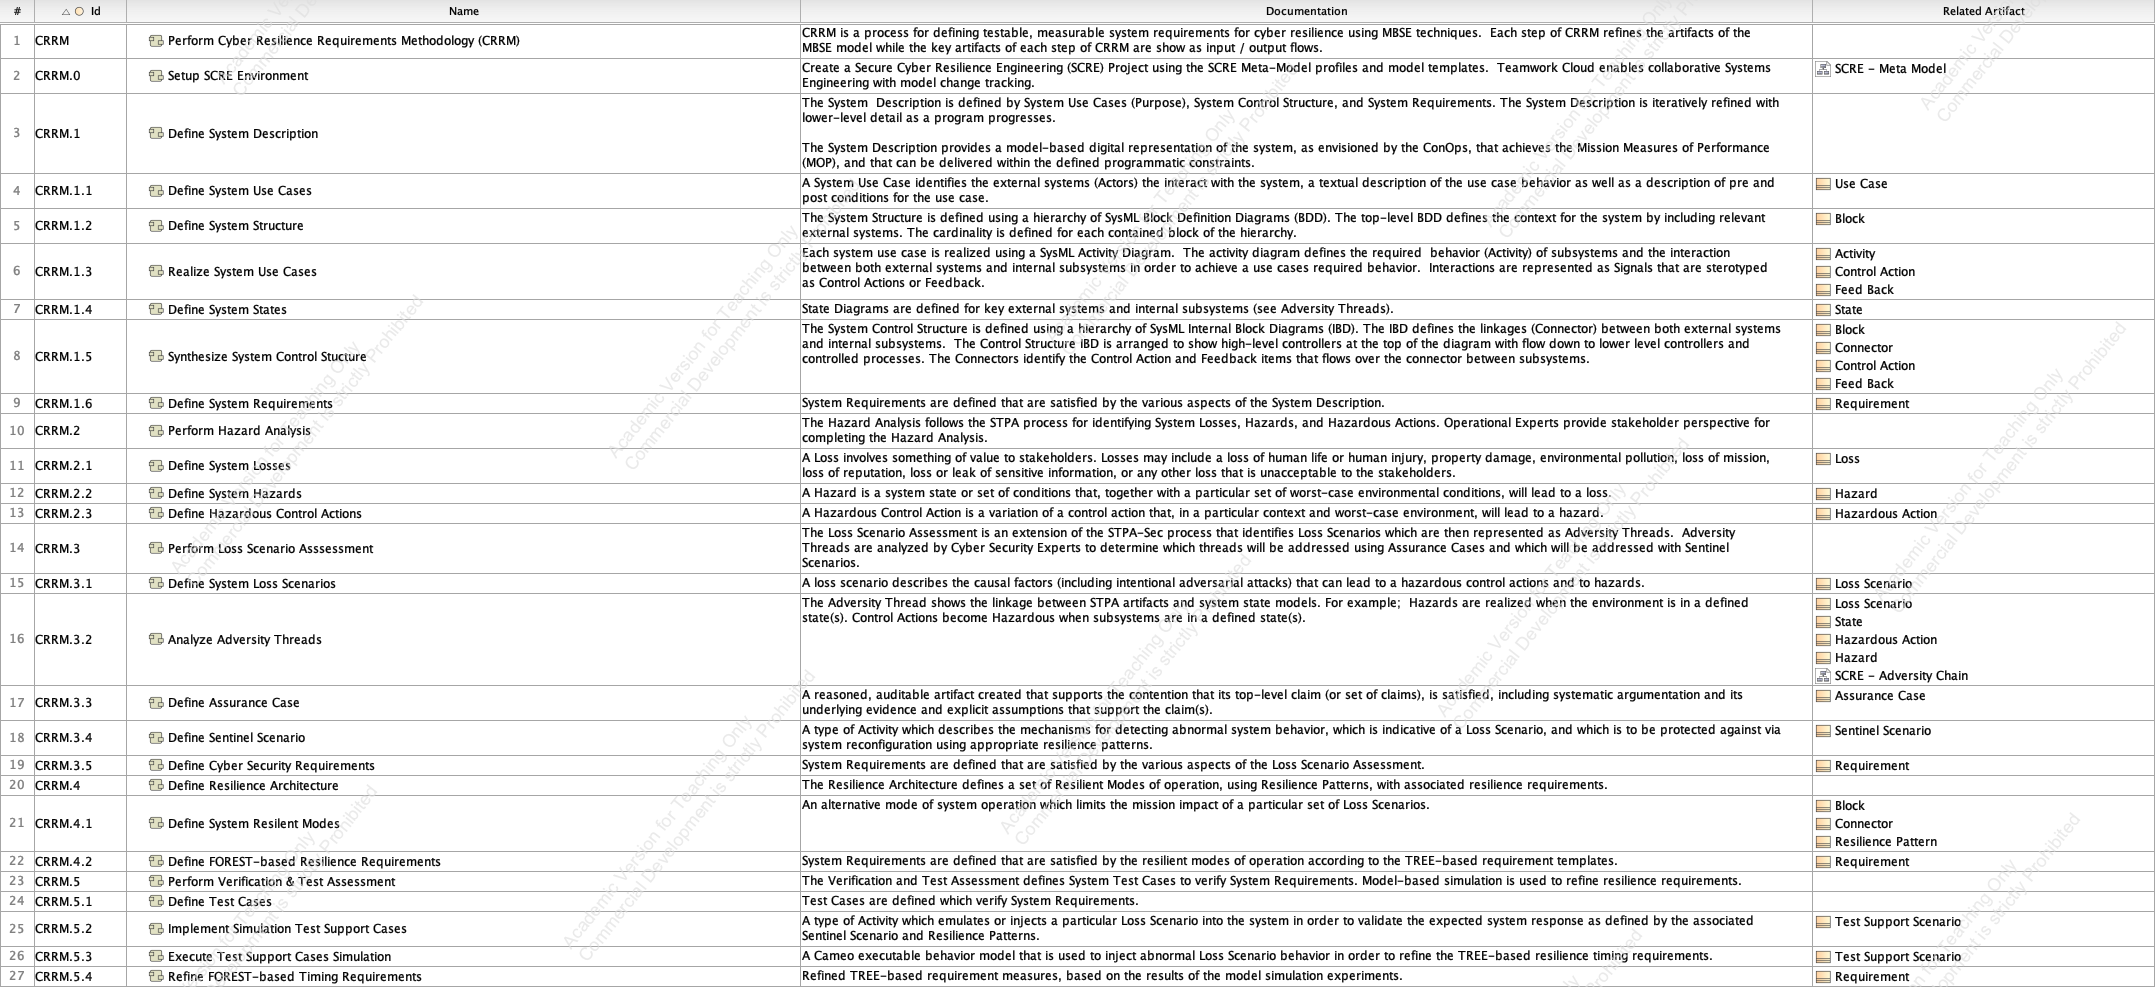 # Id Name Documentation Related Artifact
1 CRRM Perform Cyber Resilience Requirements Methodology (CRRM) CRRM is a process for defining testable, measurable system requirements for cyber resilience using MBSE techniques. Each step of CRRM refines the artifacts of the
MBSE model while the key artifacts of each step of CRRM are show as input / output flows.
2 CRRM.0 Setup SCRE Environment Create a Secure Cyber Resilience Engineering (SCRE) Project using the SCRE Meta-Model profiles and model templates. Teamwork Cloud enables collaborative Systems SCRE - Meta Model
Engineering with model change tracking.
3 CRRM.1 Define System Description The System Description is defined by System Use Cases (Purpose), System Control Structure, and System Requirements. The System Description is iteratively refined with
lower-level detail as a program progresses.
The System Description provides a model-based digital representation of the system, as envisioned by the ConOps, that achieves the Mission Measures of Performance
(MOP), and that can be delivered within the defined programmatic constraints.
4 CRRM.1.1 Define System Use Cases A System Use Case identifies the external systems (Actors) the interact with the system, a textual description of the use case behavior as well as a description of pre and Use Case
post conditions for the use case.
5 CRRM.1.2 Define System Structure The System Structure is defined using a hierarchy of SysML Block Definition Diagrams (BDD). The top-level BDD defines the context for the system by including relevant Block
external systems. The cardinality is defined for each contained block of the hierarchy.
6 CRRM.1.3 Realize System Use Cases Each system use case is realized using a SysML Activity Diagram. The activity diagram defines the required behavior (Activity) of subsystems and the interaction Activity
between both external systems and internal subsystems in order to achieve a use cases required behavior. Interactions are represented as Signals that are sterotyped Control Action
as Control Actions or Feedback. Feed Back
7 CRRM.1.4 Define System States State Diagrams are defined for key external systems and internal subsystems (see Adversity Threads). State
8 CRRM.1.5 Synthesize System Control Stucture The System Control Structure is defined using a hierarchy of SysML Internal Block Diagrams (IBD). The IBD defines the linkages (Connector) between both external systems Block
and internal subsystems. The Control Structure IBD is arranged to show high-level controllers at the top of the diagram with flow down to lower level controllers and Connector
controlled processes. The Connectors identify the Control Action and Feedback items that flows over the connector between subsystems. Control Action
Feed Back
9 CRRM.1.6 Define System Requirements System Requirements are defined that are satisfied by the various aspects of the System Description. Requirement
10 CRRM.2 Perform Hazard Analysis The Hazard Analysis follows the STPA process for identifying System Losses, Hazards, and Hazardous Actions. Operational Experts provide stakeholder perspective for
completing the Hazard Analysis.
11 CRRM.2.1 Define System Losses A Loss involves something of value to stakeholders. Losses may include a loss of human life or human injury, property damage, environmental pollution, loss of mission, Loss
loss of reputation, loss or leak of sensitive information, or any other loss that is unacceptable to the stakeholders.
12 CRRM.2.2 Define System Hazards A Hazard is a system state or set of conditions that, together with a particular set of worst-case environmental conditions, will lead to a loss. Hazard
13 CRRM.2.3 Define Hazardous Control Actions A Hazardous Control Action is a variation of a control action that, in a particular context and worst-case environment, will lead to a hazard. Hazardous Action
14 CRRM.3 Perform Loss Scenario Asssessment The Loss Scenario Assessment is an extension of the STPA-Sec process that identifies Loss Scenarios which are then represented as Adversity Threads. Adversity
Threads are analyzed by Cyber Security Experts to determine which threads will be addressed using Assurance Cases and which will be addressed with Sentinel
Scenarios.
15 CRRM.3.1 Define System Loss Scenarios A loss scenario describes the causal factors (including intentional adversarial attacks) that can lead to a hazardous control actions and to hazards. Loss Scenario
16 CRRM.3.2 Analyze Adversity Threads The Adversity Thread shows the linkage between STPA artifacts and system state models. For example; Hazards are realized when the environment is in a defined Loss Scenario
state(s). Control Actions become Hazardous when subsystems are in a defined state(s). State
Hazardous Action
Hazard
SCRE - Adversity Chain
17 CRRM.3.3 Define Assurance Case A reasoned, auditable artifact created that supports the contention that its top-level claim (or set of claims), is satisfied, including systematic argumentation and its Assurance Case
underlying evidence and explicit assumptions that support the claim(s).
18 CRRM.3.4 Define Sentinel Scenario A type of Activity which describes the mechanisms for detecting abnormal system behavior, which is indicative of a Loss Scenario, and which is to be protected against via Sentinel Scenario
system reconfiguration using appropriate resilience patterns.
19 CRRM.3.5 Define Cyber Security Requirements System Requirements are defined that are satisfied by the various aspects of the Loss Scenario Assessment. Requirement
20 CRRM.4 Define Resilience Architecture The Resilience Architecture defines a set of Resilient Modes of operation, using Resilience Patterns, with associated resilience requirements.
21 CRRM.4.1 Define System Resilent Modes An alternative mode of system operation which limits the mission impact of a particular set of Loss Scenarios. Block
Connector
Resilience Pattern
22 CRRM.4.2 Define FOREST-based Resilience Requirements System Requirements are defined that are satisfied by the resilient modes of operation according to the TREE-based requirement templates. Requirement
23 CRRM.5 Perform Verification & Test Assessment The Verification and Test Assessment defines System Test Cases to verify System Requirements. Model-based simulation is used to refine resilience requirements.
24 CRRM.5.1 Define Test Cases Test Cases are defined which verify System Requirements.
25 CRRM.5.2 Implement Simulation Test Support Cases A type of Activity which emulates or injects a particular Loss Scenario into the system in order to validate the expected system response as defined by the associated Test Support Scenario
Sentinel Scenario and Resilience Patterns.
26 CRRM.5.3 Execute Test Support Cases Simulation A Cameo executable behavior model that is used to inject abnormal Loss Scenario behavior in order to refine the TREE-based resilience timing requirements. Test Support Scenario
27 CRRM.5.4 Refine FOREST-based Timing Requirements Refined TREE-based requirement measures, based on the results of the model simulation experiments. Requirement
Academic Version for Teaching Only
Commercial Development is strictly Prohibited